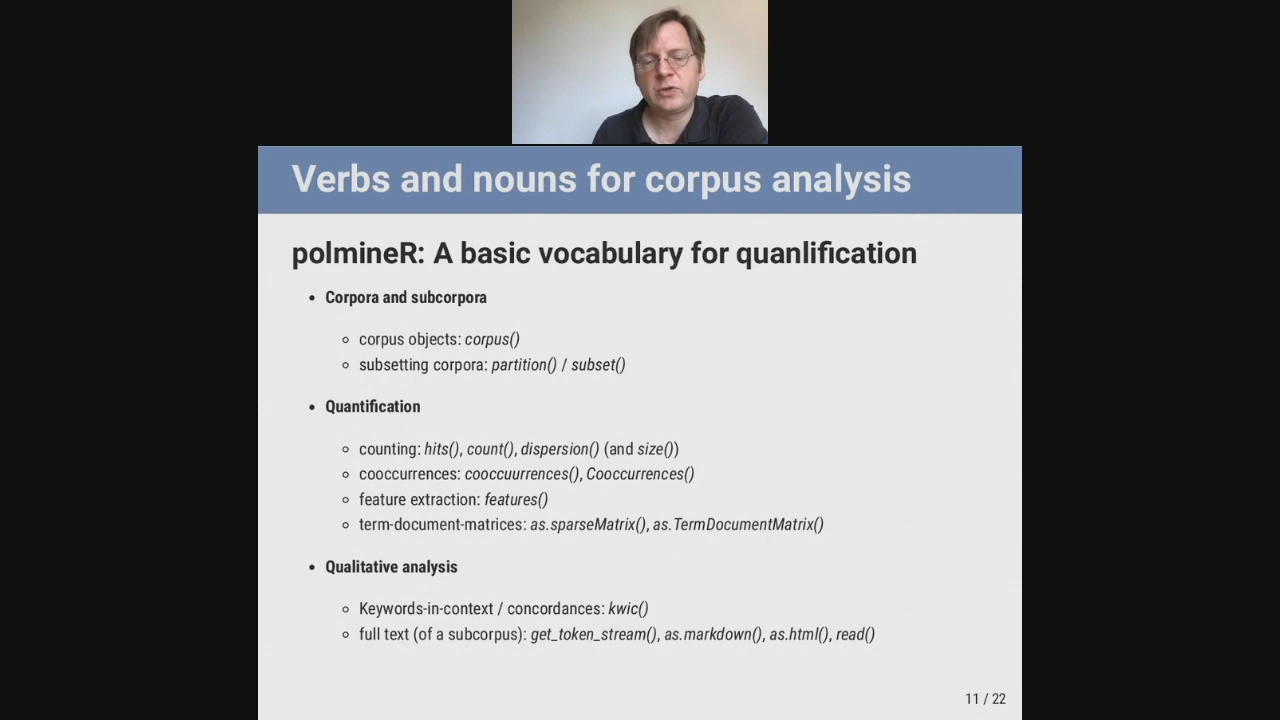 Verbs and nouns for corpus analysis
polmineR: A basic vocabulary for quanlification
• Corpora and subcorpora
◦ corpus objects: corpus()
◦ subsetting corpora: partition() / subset()
• Quantification
◦ counting: hits(), count(), dispersion() (and size())
◦ cooccurrences: cooccuurrences(), Cooccurrences()
◦ feature extraction: features()
◦ term-document-matrices: as.sparseMatrix(), as.TermDocumentMatrix()
• Qualitative analysis
◦ Keywords-in-context / concordances: kwic()
◦ full text (of a subcorpus): get_token_stream(), as.markdown(), as.html(), read()
11 / 22